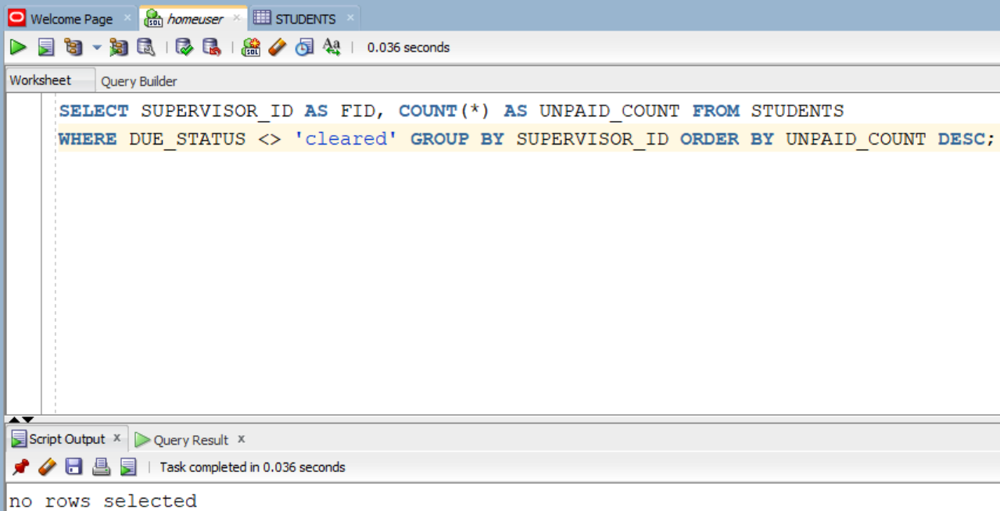 Welcome Page homeuser STUDENTS
0.036 seconds
Worksheet Query Builder
SELECT SUPERVISOR_ID AS FID, COUNT(*) AS UNPAID_COUNT FROM STUDENTS
WHERE DUE_STATUS <> 'cleared' GROUP BY SUPERVISOR_ID ORDER BY UNPAID_COUNT DESC;
Script Output x Query Result x
Task completed in 0.036 seconds
no rows selected